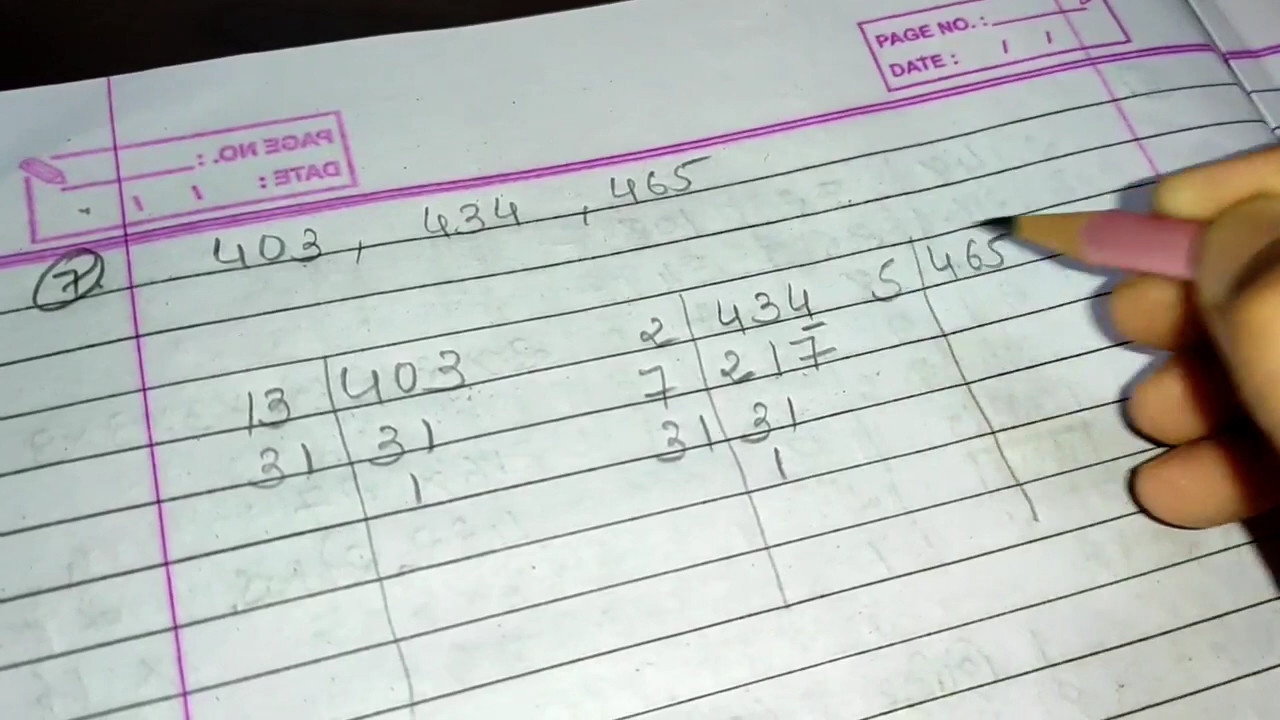 PAGE NO.:
DATE: / /
PAGE NO.:
DATE: / /
7 403, 434, 465
13 403
31 31
1
2 434
7 217
31 31
1
5 465